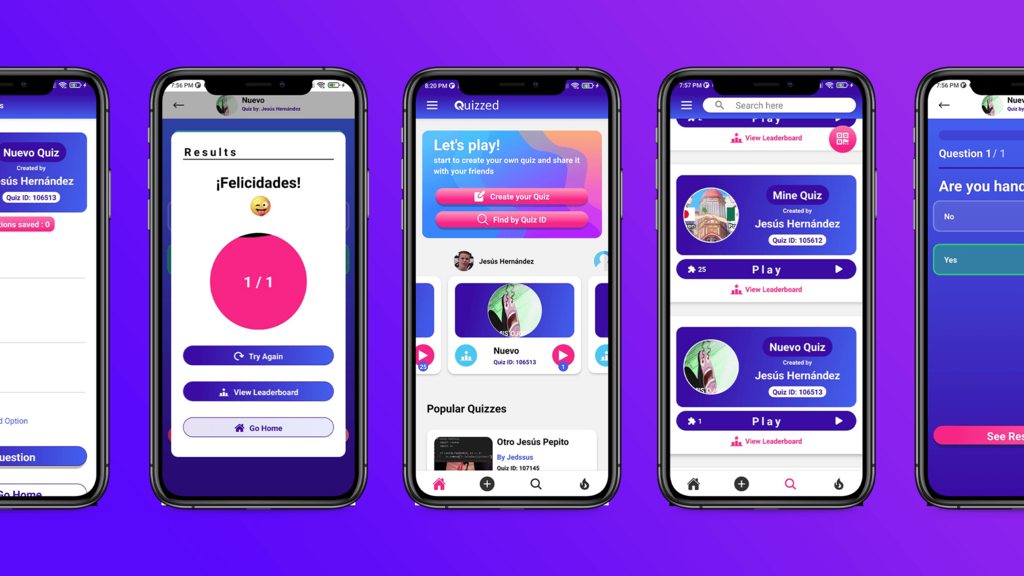 s
Nuevo Quiz
Created by
sús Hernández
Quiz ID: 106513
ions saved : 0
d Option
uestion
Go Home
7:56 PM
Nuevo
Quiz by: Jesús Hernández
Results
¡Felicidades!
1 / 1
Try Again
View Leaderboard
Go Home
8:20 PM
Quizzed
Let's play!
start to create your own quiz and share it
with your friends
Create your Quiz
Find by Quiz ID
Jesús Hernández
25
Nuevo
Quiz ID: 106513
1
Popular Quizzes
Otro Jesús Pepito
By Jedssus
Quiz ID: 107145
7:57 PM
Search here
Play
View Leaderboard
Mine Quiz
Created by
Jesús Hernández
Quiz ID: 105612
25
Play
View Leaderboard
Nuevo Quiz
Created by
Jesús Hernández
Quiz ID: 106513
1
Play
View Leaderboard
7:56 PM
Nu
Quiz
Question 1 / 1
Are you hand
No
Yes
See Res